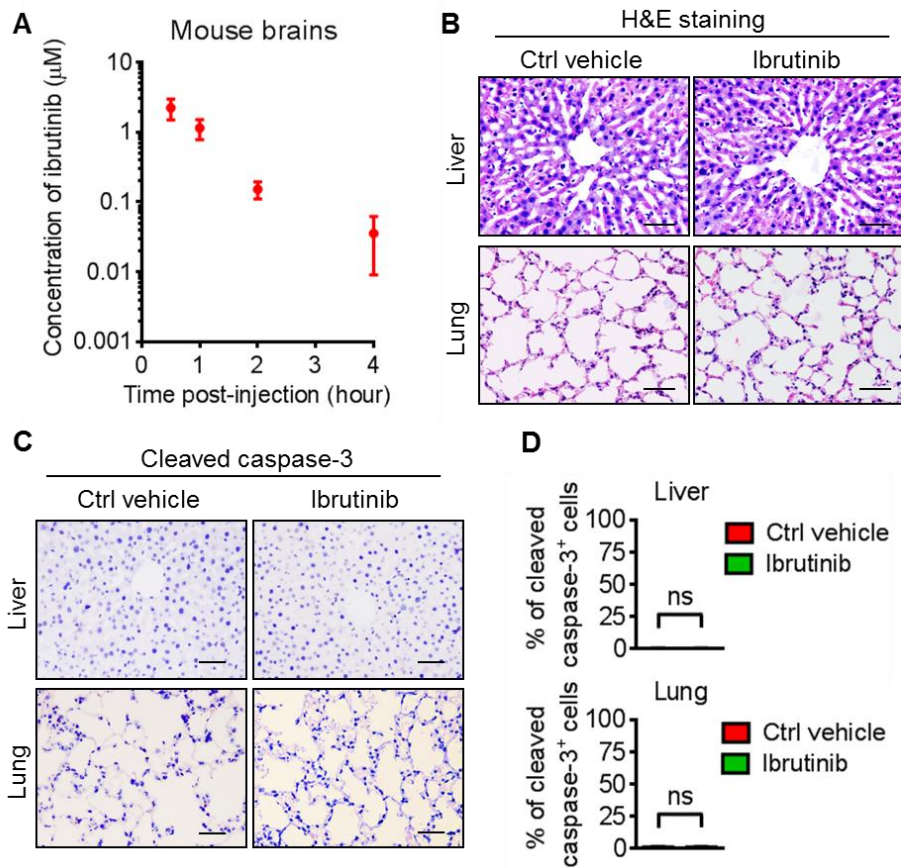 A
Mouse brains
Concentration of ibrutinib (μM)
10
1
0.1
0.01
0.001
0 1 2 3 4
Time post-injection (hour)
B
H&E staining
Ctrl vehicle Ibrutinib
Liver
Lung
C
Cleaved caspase-3
Ctrl vehicle Ibrutinib
Liver
Lung
D
Liver
% of cleaved
caspase-3+ cells
100
75
50
25
0
ns
Ctrl vehicle
Ibrutinib
Lung
% of cleaved
caspase-3+ cells
100
75
50
25
0
ns
Ctrl vehicle
Ibrutinib